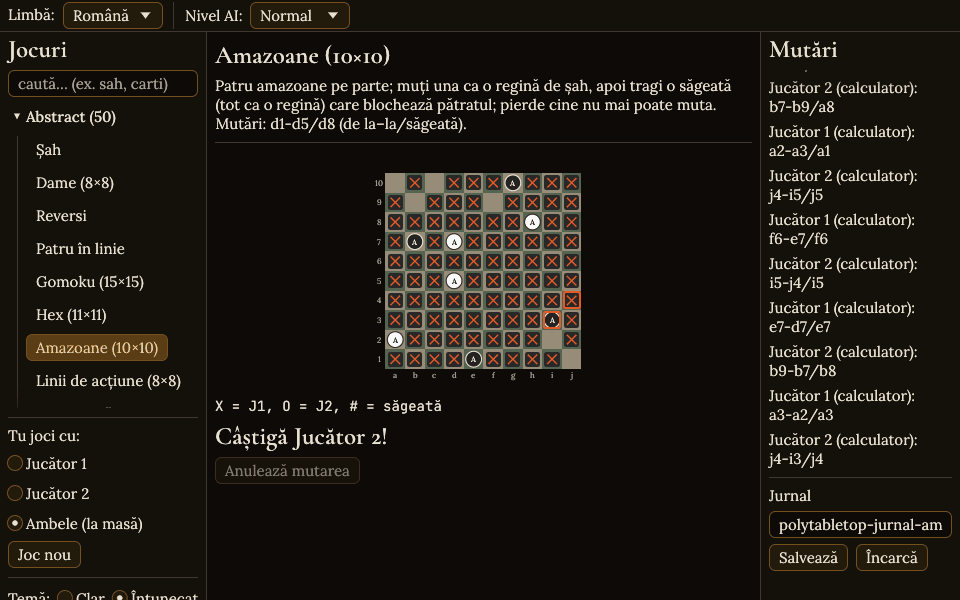 Limbă:
Română
Nivel AI:
Normal
Jocuri
caută... (ex. sah, carti)
Abstract (50)
Șah
Dame (8×8)
Reversi
Patru în linie
Gomoku (15×15)
Hex (11×11)
Amazoane (10×10)
Linii de acțiune (8×8)
Tu joci cu:
Jucător 1
Jucător 2
Ambele (la masă)
Joc nou
Temă: Clar Întunecat
Amazoane (10×10)
Patru amazoane pe parte; muți una ca o regină de șah, apoi tragi o săgeată
(tot ca o regină) care blochează pătratul; pierde cine nu mai poate muta.
Mutări: d1-d5/d8 (de la–la/săgeată).
10 A
9
8 A
7 A A
6
5 A
4
3 A
2 A
1 A
a b c d e f g h i j
X = J1, O = J2, # = săgeată
Câștigă Jucător 2!
Anulează mutarea
Mutări
Jucător 2 (calculator):
b7-b9/a8
Jucător 1 (calculator):
a2-a3/a1
Jucător 2 (calculator):
j4-i5/j5
Jucător 1 (calculator):
f6-e7/f6
Jucător 2 (calculator):
i5-j4/i5
Jucător 1 (calculator):
e7-d7/e7
Jucător 2 (calculator):
b9-b7/b8
Jucător 1 (calculator):
a3-a2/a3
Jucător 2 (calculator):
j4-i3/j4
Jurnal
polytabletop-jurnal-am
Salvează
Încarcă